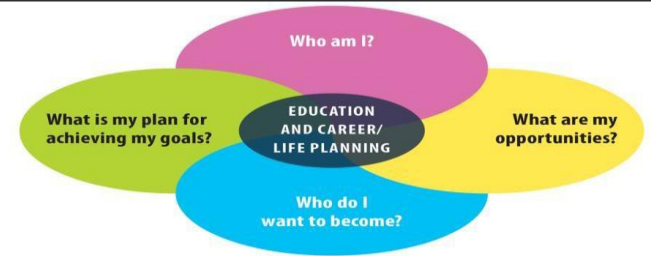 Who am I?
What is my plan for
achieving my goals?
EDUCATION
AND CAREER/
LIFE PLANNING
What are my
opportunities?
Who do I
want to become?